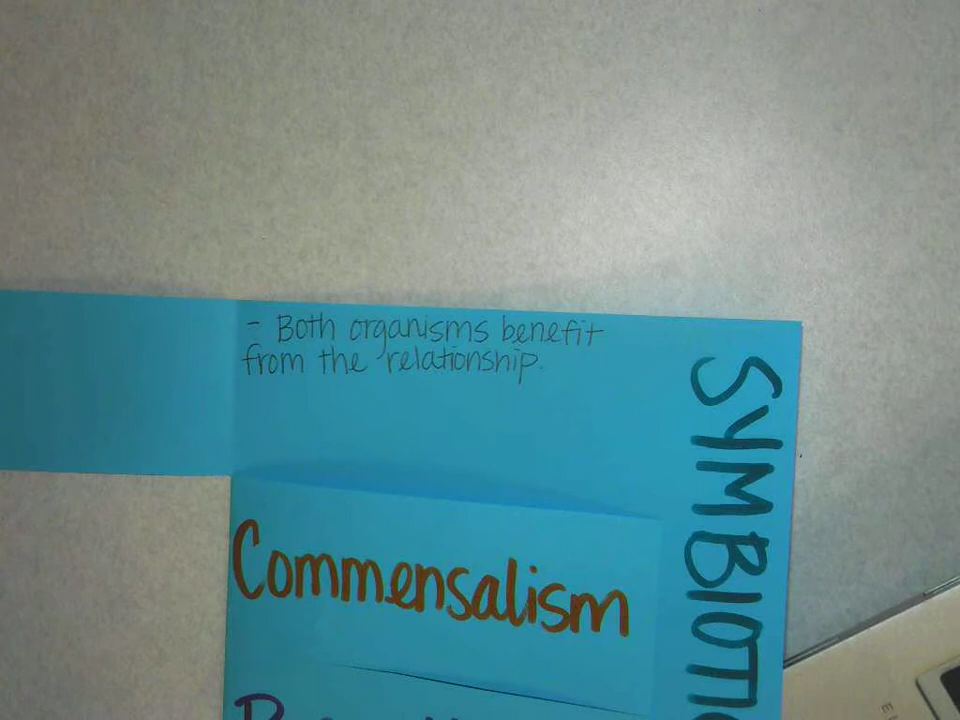 - Both organisms benefit
from the relationship.
Commensalism
SYMBIOTI